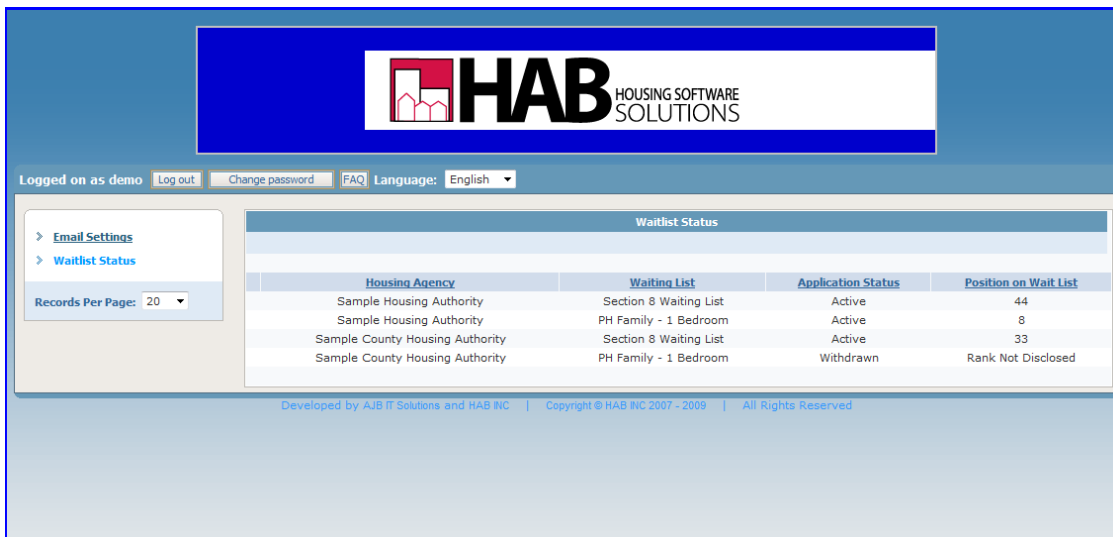 HAB HOUSING SOFTWARE
SOLUTIONS
Logged on as demo Log out Change password FAQ Language: English
Email Settings
Waitlist Status
Records Per Page: 20
Waitlist Status
Housing Agency Waiting List Application Status Position on Wait List
Sample Housing Authority Section 8 Waiting List Active 44
Sample Housing Authority PH Family - 1 Bedroom Active 8
Sample County Housing Authority Section 8 Waiting List Active 33
Sample County Housing Authority PH Family - 1 Bedroom Withdrawn Rank Not Disclosed
Developed by AJB IT Solutions and HAB INC | Copyright © HAB INC 2007 - 2009 | All Rights Reserved